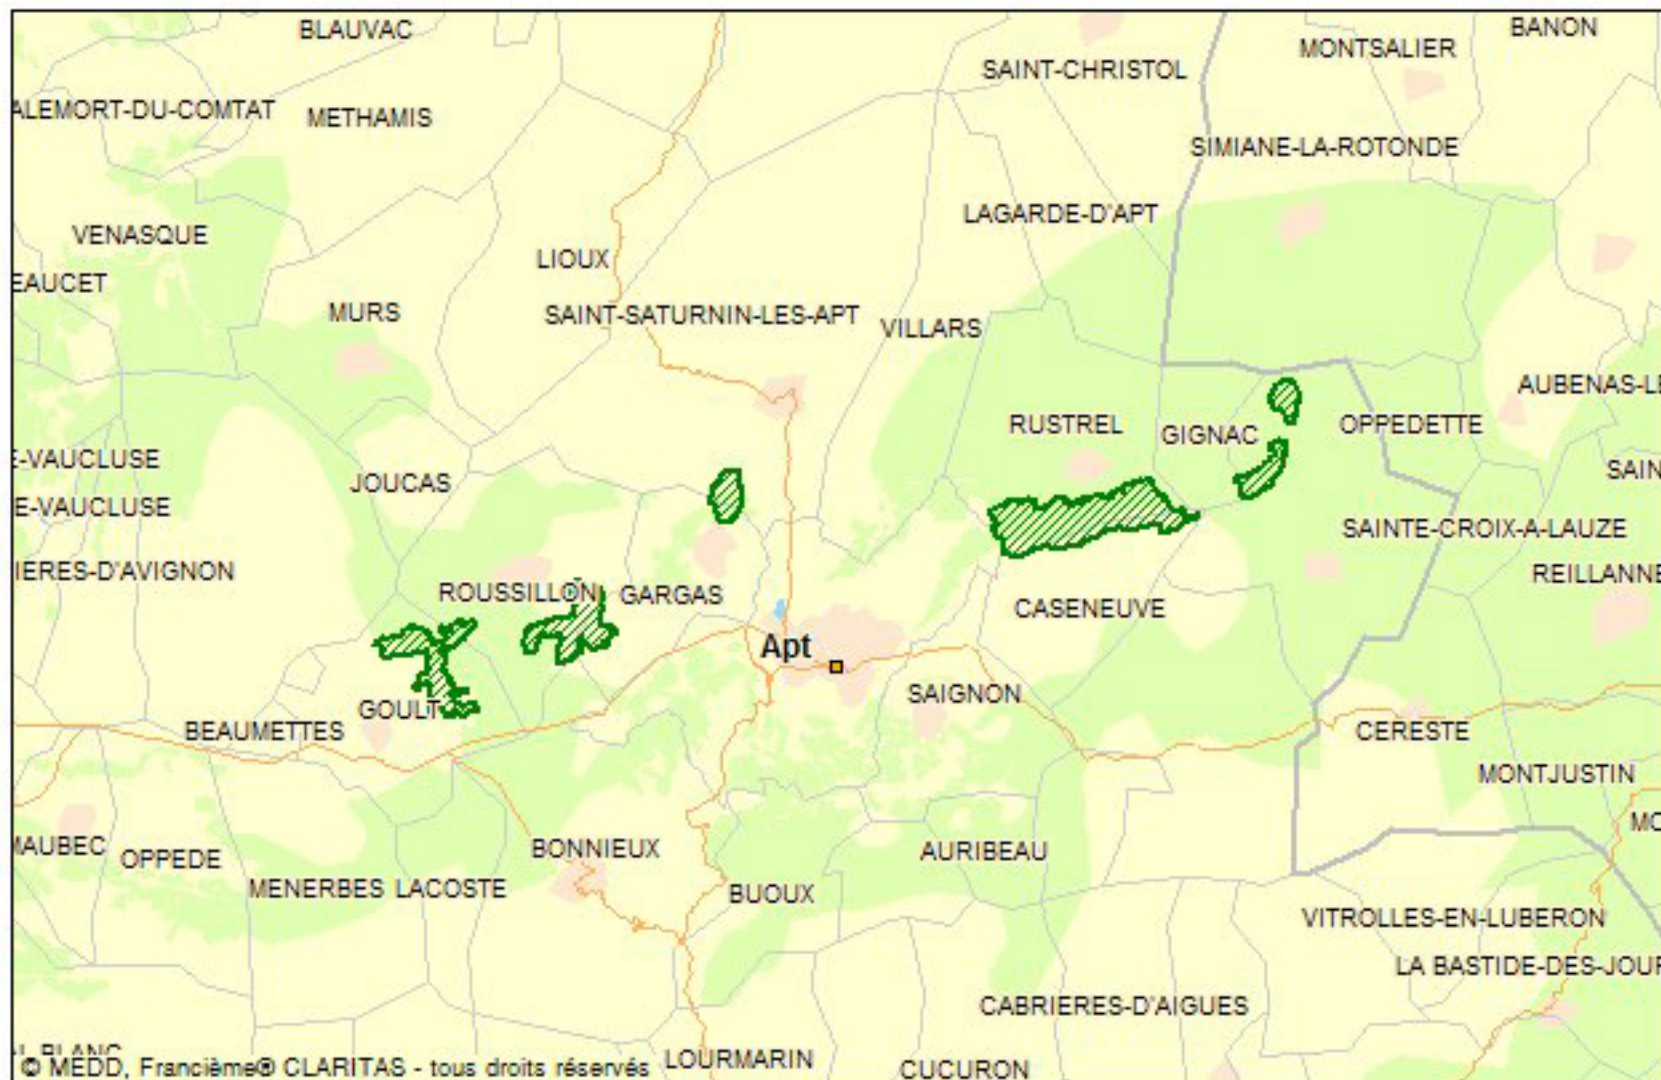 BLAUVAC
BANON
MONTSALIER
SAINT-CHRISTOL
ALEMORT-DU-COMTAT
METHAMIS
SIMIANE-LA-ROTONDE
LAGARDE-D'APT
VENASQUE
LIOUX
EAUCET
MURS
SAINT-SATURNIN-LES-APT
VILLARS
AUBENAS-LE
RUSTREL
GIGNAC
OPPEDETTE
E-VAUCLUSE
SAIN
JOUCAS
E-VAUCLUSE
SAINTE-CROIX-A-LAUZE
IERES-D'AVIGNON
REILLANNE
ROUSSILLON
GARGAS
CASENEUVE
Apt
SAIGNON
GOULT
BEAUMETTES
CERESTE
MONTJUSTIN
MAUBEC
OPPEDE
BONNIEUX
AURIBEAU
MO
MENERBES
LACOSTE
BUOUX
VITROLLES-EN-LUBERON
LA BASTIDE-DES-JOUR
CABRIERES-D'AIGUES
© MEDD, Francième® CLARITAS - tous droits réservés
LOURMARIN
CUCURON